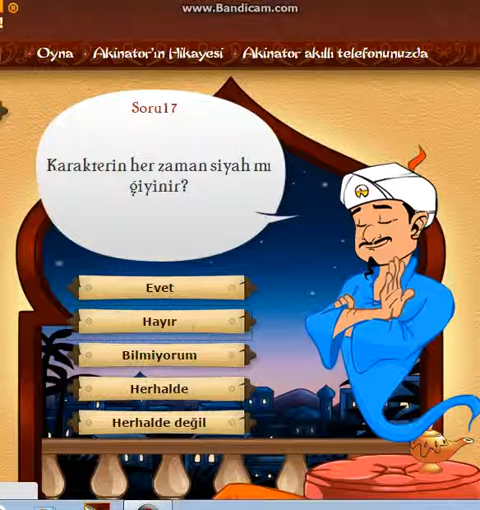 www.Bandicam.com
Oyna • Akinator'ın Hikayesi • Akinator akıllı telefonunuzda
Soru17
Karakterin her zaman siyah mı
giyinir?
Evet
Hayır
Bilmiyorum
Herhalde
Herhalde değil